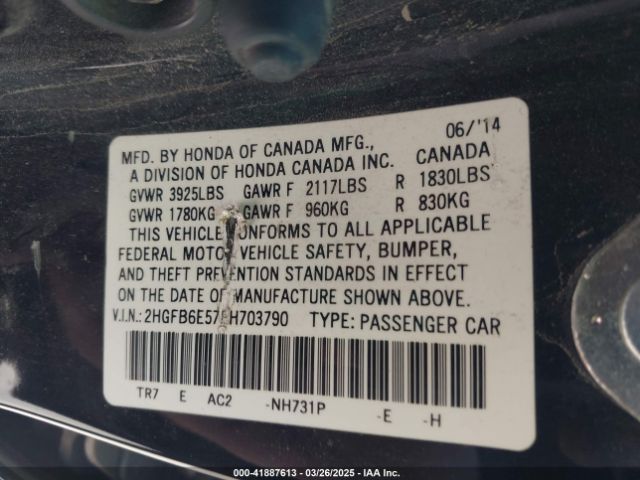 06/'14
MFD. BY HONDA OF CANADA MFG.,
A DIVISION OF HONDA CANADA INC. CANADA
GVWR 3925LBS GAWR F 2117LBS R 1830LBS
GVWR 1780KG GAWR F 960KG R 830KG
THIS VEHICLE CONFORMS TO ALL APPLICABLE
FEDERAL MOTOR VEHICLE SAFETY, BUMPER,
AND THEFT PREVENTION STANDARDS IN EFFECT
ON THE DATE OF MANUFACTURE SHOWN ABOVE.
V.I.N.: 2HGFB6E57EH703790 TYPE: PASSENGER CAR
TR7 E AC2 -NH731P -E -H
000-41887613 - 03/26/2025 - IAA Inc.